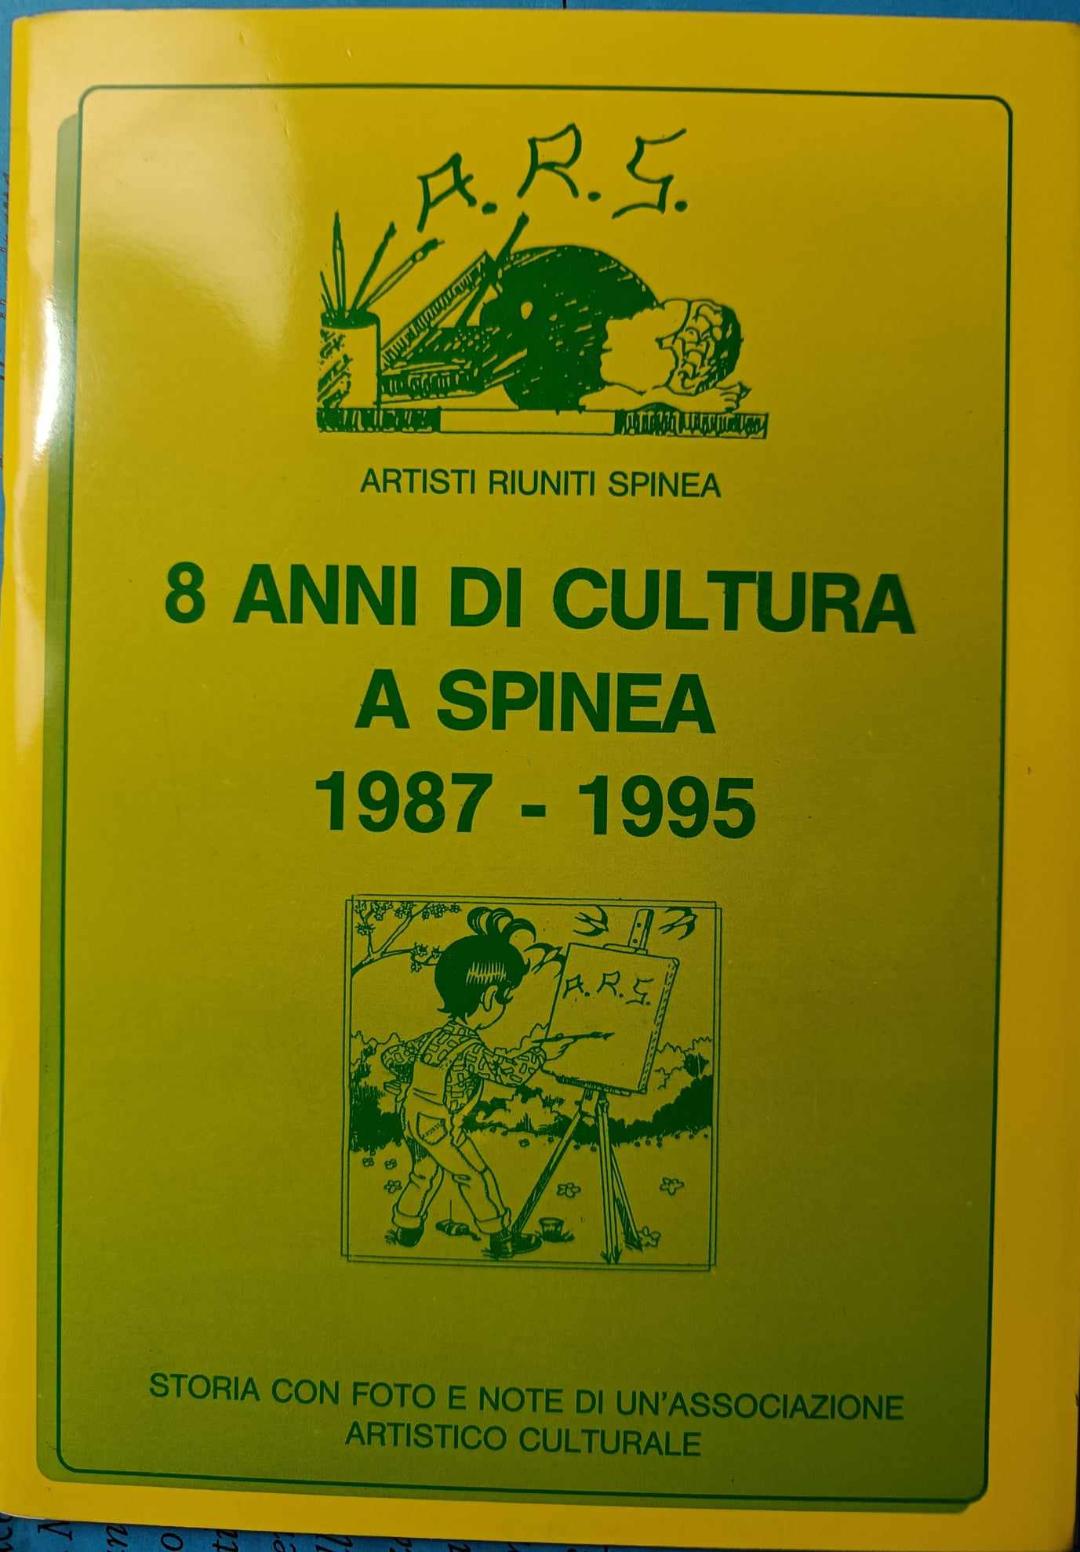 A.R.S.
ARTISTI RIUNITI SPINEA
8 ANNI DI CULTURA
A SPINEA
1987 - 1995
A.R.S.
STORIA CON FOTO E NOTE DI UN'ASSOCIAZIONE
ARTISTICO CULTURALE